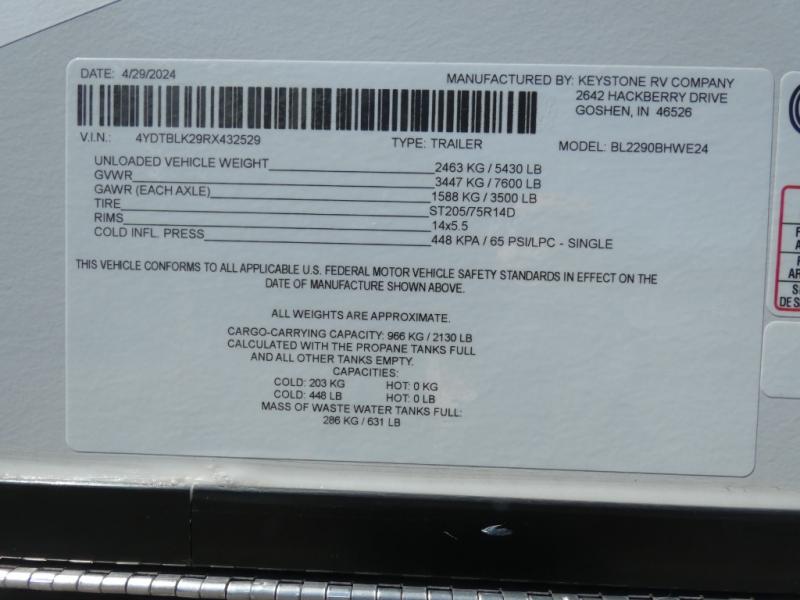 DATE: 4/29/2024
MANUFACTURED BY: KEYSTONE RV COMPANY
2642 HACKBERRY DRIVE
GOSHEN, IN 46526
V.I.N.: 4YDTBLK29RX432529 TYPE: TRAILER MODEL: BL2290BHWE24
UNLOADED VEHICLE WEIGHT 2463 KG / 5430 LB
GVWR 3447 KG / 7600 LB
GAWR (EACH AXLE) 1588 KG / 3500 LB
TIRE ST205/75R14D
RIMS 14x5.5
COLD INFL. PRESS 448 KPA / 65 PSI/LPC - SINGLE
THIS VEHICLE CONFORMS TO ALL APPLICABLE U.S. FEDERAL MOTOR VEHICLE SAFETY STANDARDS IN EFFECT ON THE
DATE OF MANUFACTURE SHOWN ABOVE.
ALL WEIGHTS ARE APPROXIMATE.
CARGO-CARRYING CAPACITY: 966 KG / 2130 LB
CALCULATED WITH THE PROPANE TANKS FULL
AND ALL OTHER TANKS EMPTY.
CAPACITIES:
COLD: 203 KG HOT: 0 KG
COLD: 448 LB HOT: 0 LB
MASS OF WASTE WATER TANKS FULL:
286 KG / 631 LB